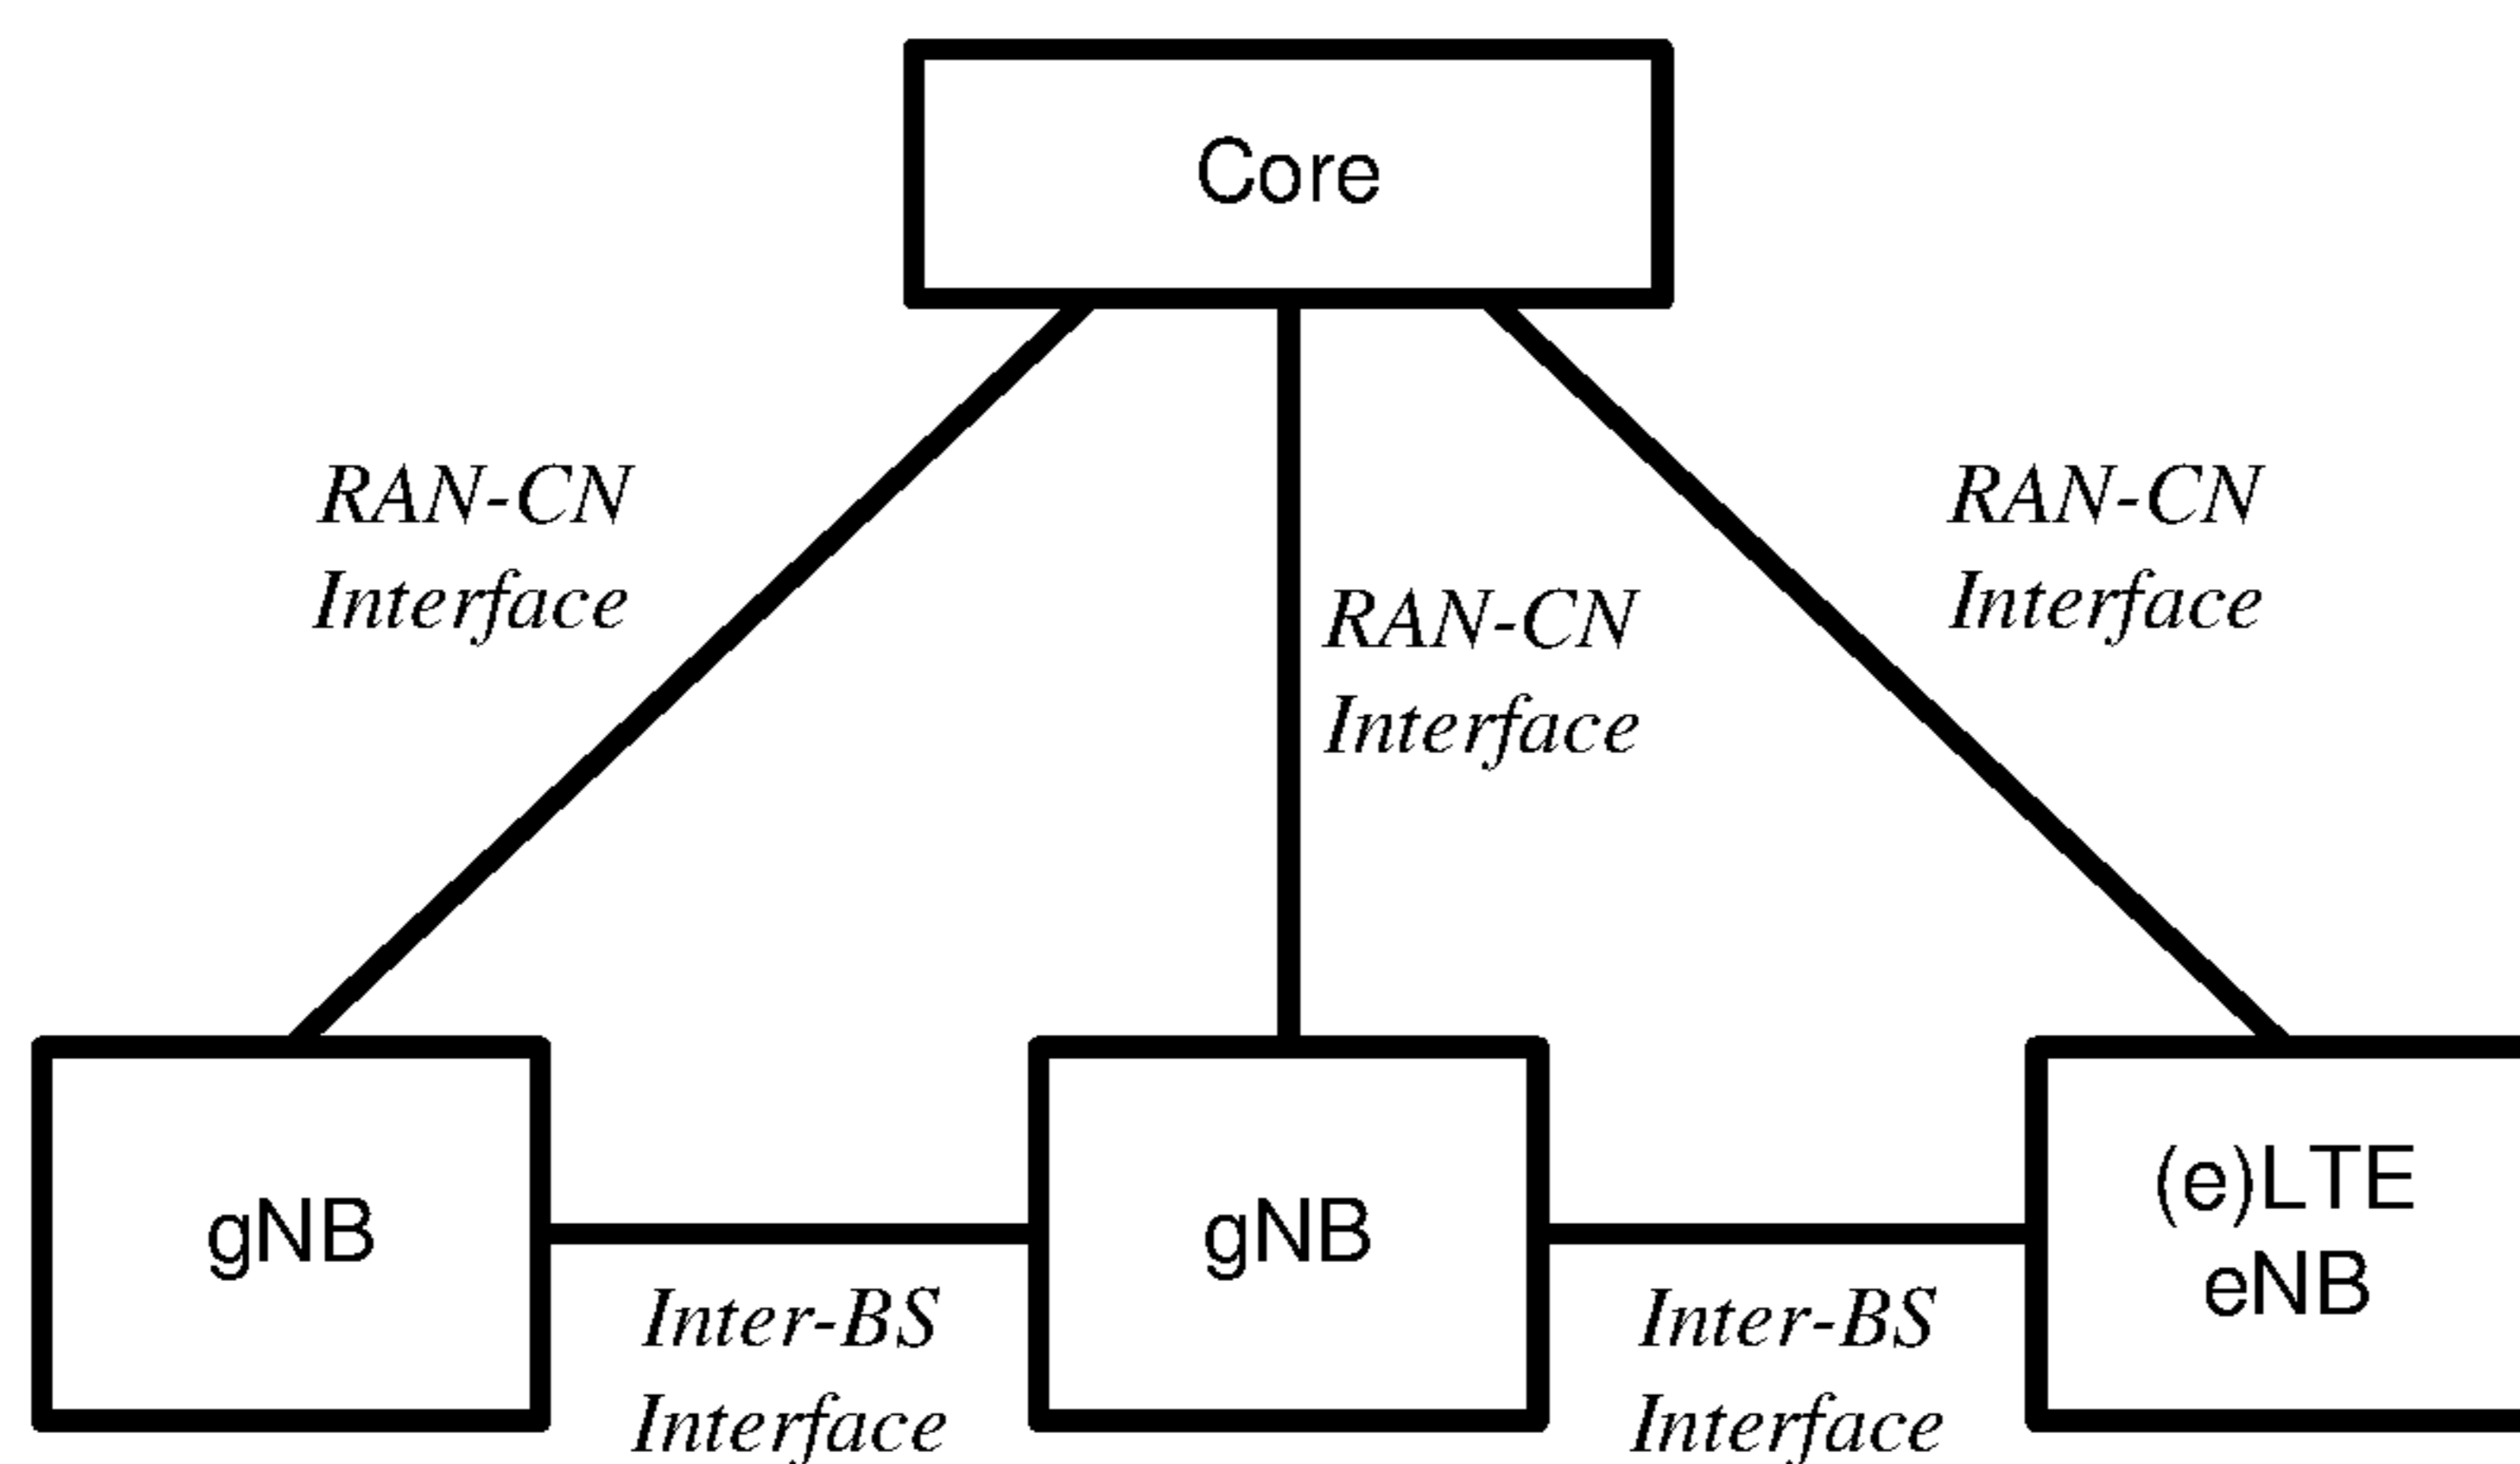 Core
RAN-CN
Interface
RAN-CN
Interface
RAN-CN
Interface
gNB
gNB
(e)LTE
eNB
Inter-BS
Interface
Inter-BS
Interface